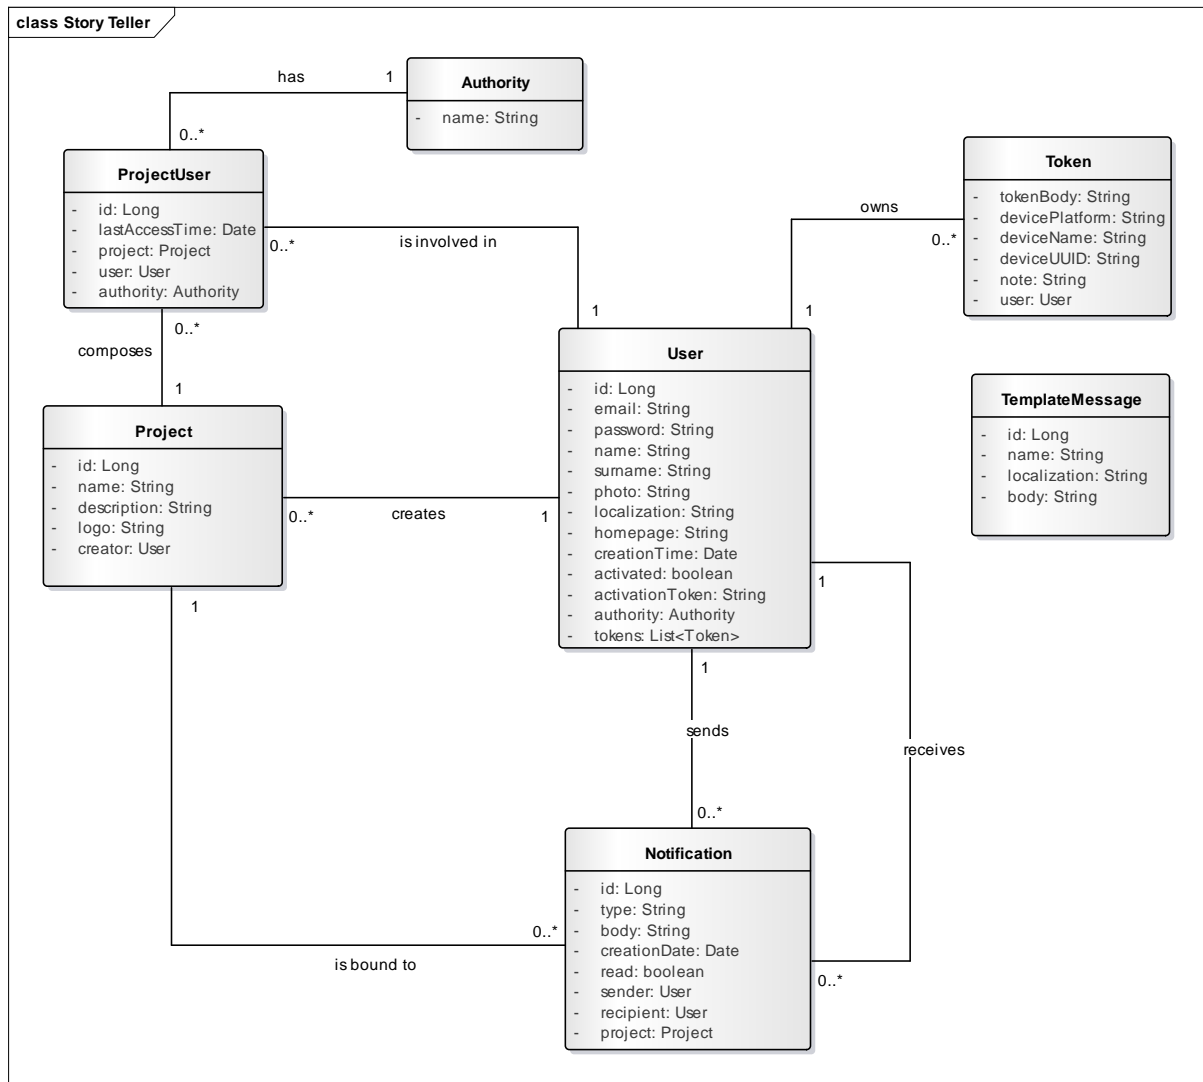 class Story Teller
has
1
0..*
Authority
- name: String
ProjectUser
- id: Long
- lastAccessTime: Date
- project: Project
- user: User
- authority: Authority
0..*
is involved in
1
owns
0..*
1
Token
- tokenBody: String
- devicePlatform: String
- deviceName: String
- deviceUUID: String
- note: String
- user: User
0..*
composes
1
User
- id: Long
- email: String
- password: String
- name: String
- surname: String
- photo: String
- localization: String
- homepage: String
- creationTime: Date
- activated: boolean
- activationToken: String
- authority: Authority
- tokens: List<Token>
TemplateMessage
- id: Long
- name: String
- localization: String
- body: String
Project
- id: Long
- name: String
- description: String
- logo: String
- creator: User
0..*
creates
1
1
1
1
sends
receives
0..*
Notification
- id: Long
- type: String
- body: String
- creationDate: Date
- read: boolean
- sender: User
- recipient: User
- project: Project
0..*
is bound to
0..*